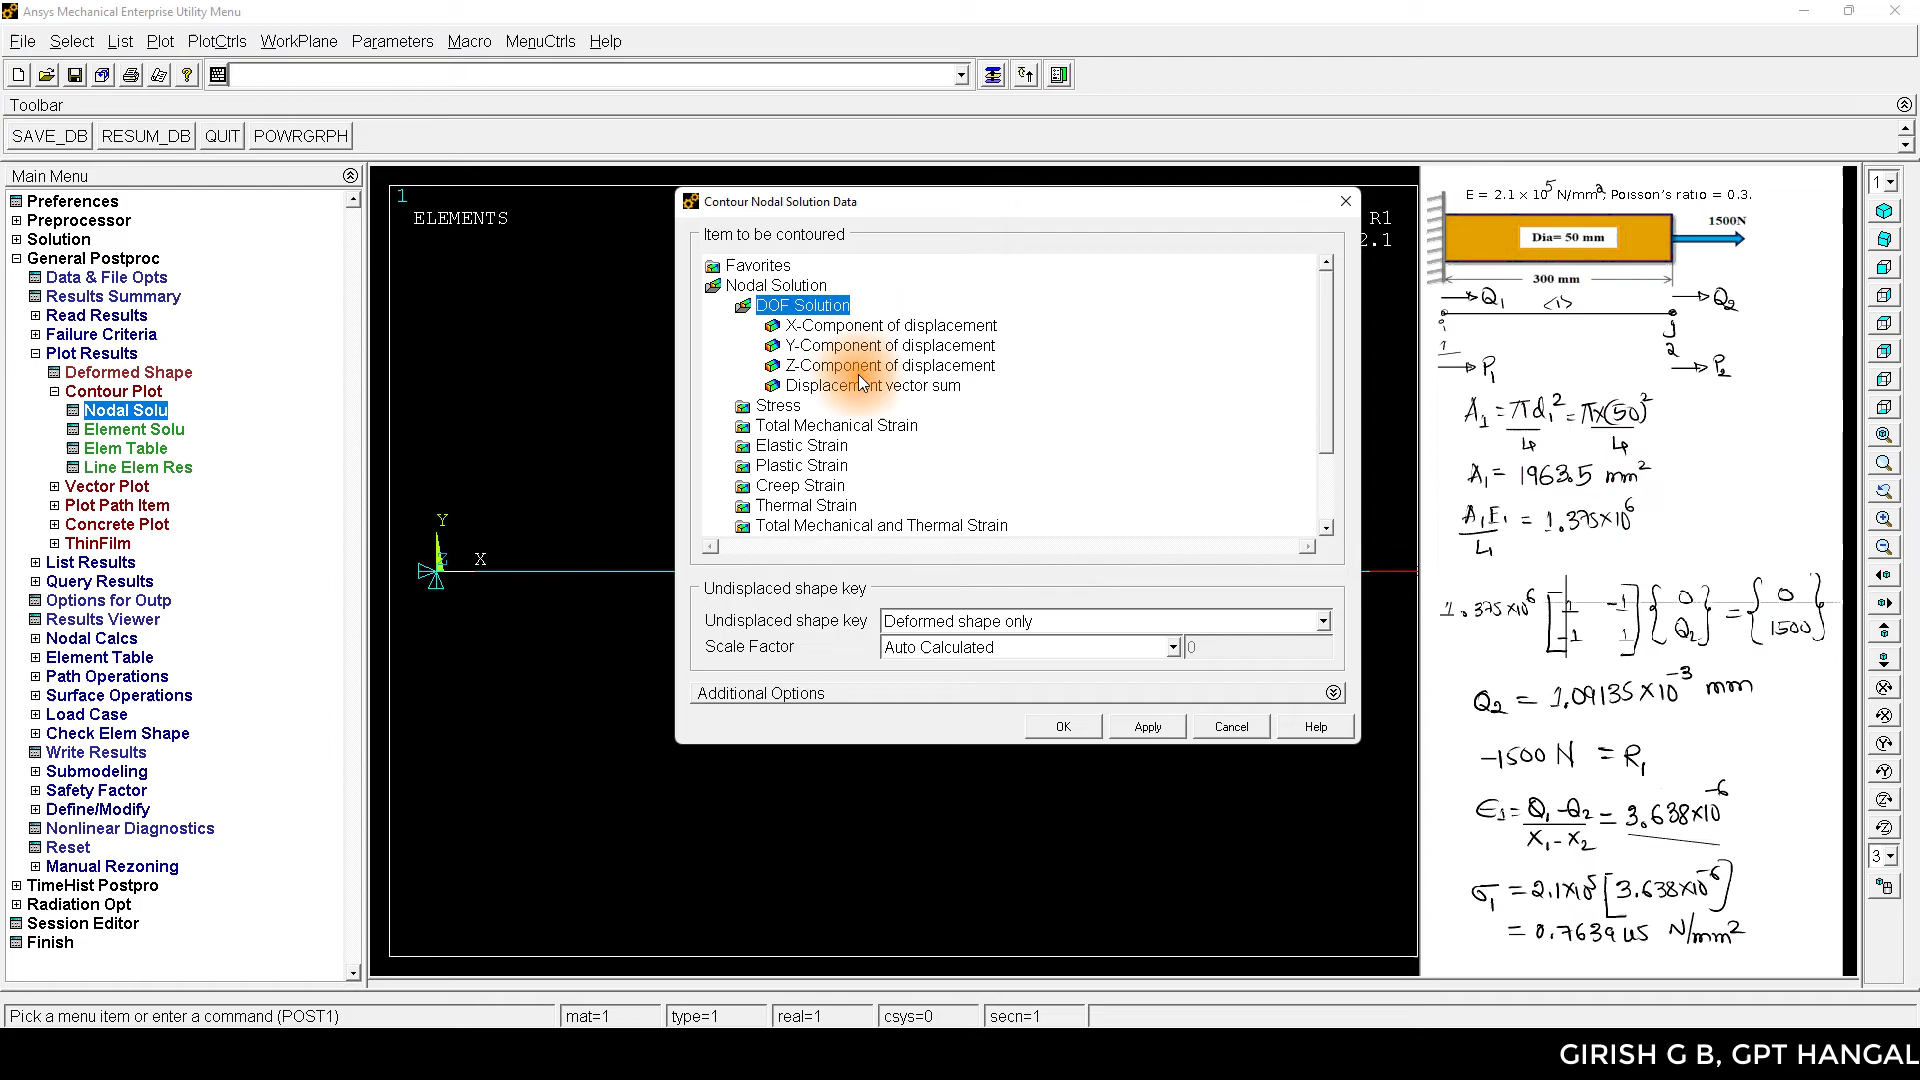 Ansys Mechanical Enterprise Utility Menu
File Select List Plot PlotCtrls WorkPlane Parameters Macro MenuCtrls Help
Toolbar
SAVE_DB RESUM_DB QUIT POWRGRPH
Main Menu
Preferences
Preprocessor
Solution
General Postproc
Data & File Opts
Results Summary
Read Results
Failure Criteria
Plot Results
Deformed Shape
Contour Plot
Nodal Solu
Element Solu
Elem Table
Line Elem Res
Vector Plot
Plot Path Item
Concrete Plot
ThinFilm
List Results
Query Results
Options for Outp
Results Viewer
Nodal Calcs
Element Table
Path Operations
Surface Operations
Load Case
Check Elem Shape
Write Results
Submodeling
Safety Factor
Define/Modify
Nonlinear Diagnostics
Reset
Manual Rezoning
TimeHist Postpro
Radiation Opt
Session Editor
Finish
1
ELEMENTS
R1
2.1
Y
Z X
Contour Nodal Solution Data
Item to be contoured
Favorites
Nodal Solution
DOF Solution
X-Component of displacement
Y-Component of displacement
Z-Component of displacement
Displacement vector sum
Stress
Total Mechanical Strain
Elastic Strain
Plastic Strain
Creep Strain
Thermal Strain
Total Mechanical and Thermal Strain
Undisplaced shape key
Undisplaced shape key Deformed shape only
Scale Factor Auto Calculated 0
Additional Options
OK Apply Cancel Help
E = 2.1 × 10^5 N/mm², Poisson's ratio = 0.3.
1500N
Dia= 50 mm
300 mm
Q₁ <1> Q₂
i j
1 2
P₁ P₂
A₁ = πd₁²/4 = π×(50)²/4
A₁ = 1963.5 mm²
A₁E₁/L₁ = 1.375×10⁶
1.375×10⁶ [1 -1; -1 1] {0; Q₂} = {0; 1500}
Q₂ = 1.09135×10⁻³ mm
-1500 N = R₁
ϵ₁ = Q₁-Q₂/X₁-X₂ = 3.638×10⁻⁶
σ₁ = 2.1×10⁵ [3.638×10⁻⁶]
= 0.763945 N/mm²
1
3
Pick a menu item or enter a command (POST1) mat=1 type=1 real=1 csys=0 secn=1
GIRISH G B, GPT HANGAL